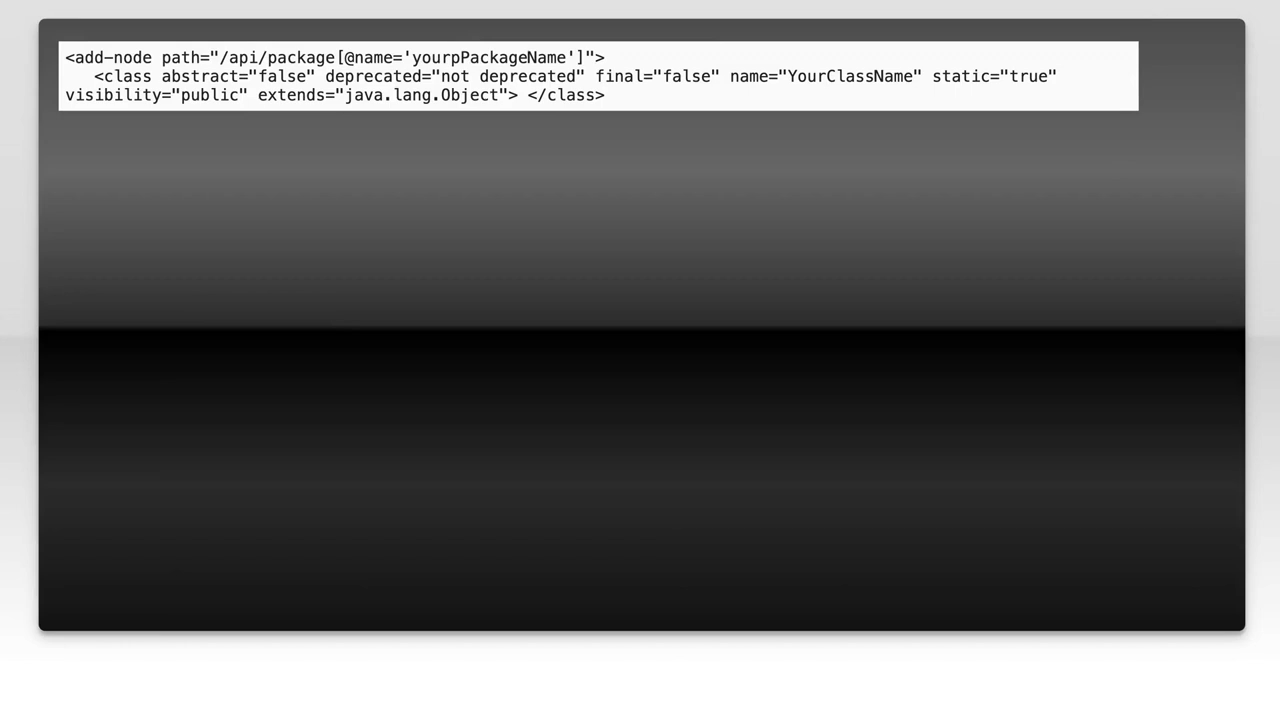 <add-node path="/api/package[@name='yourpPackageName']">
<class abstract="false" deprecated="not deprecated" final="false" name="YourClassName" static="true"
visibility="public" extends="java.lang.Object"> </class>